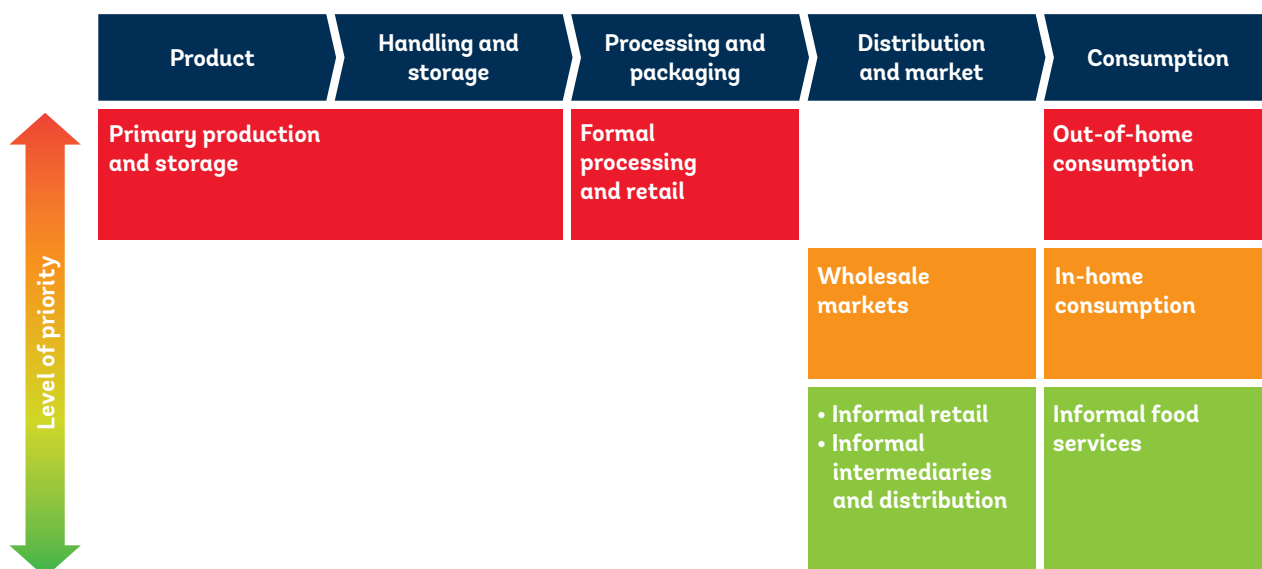 Product
Handling and
storage
Processing and
packaging
Distribution
and market
Consumption
Level of priority
Primary production
and storage
Formal
processing
and retail
Out-of-home
consumption
Wholesale
markets
In-home
consumption
• Informal retail
• Informal
intermediaries
and distribution
Informal food
services